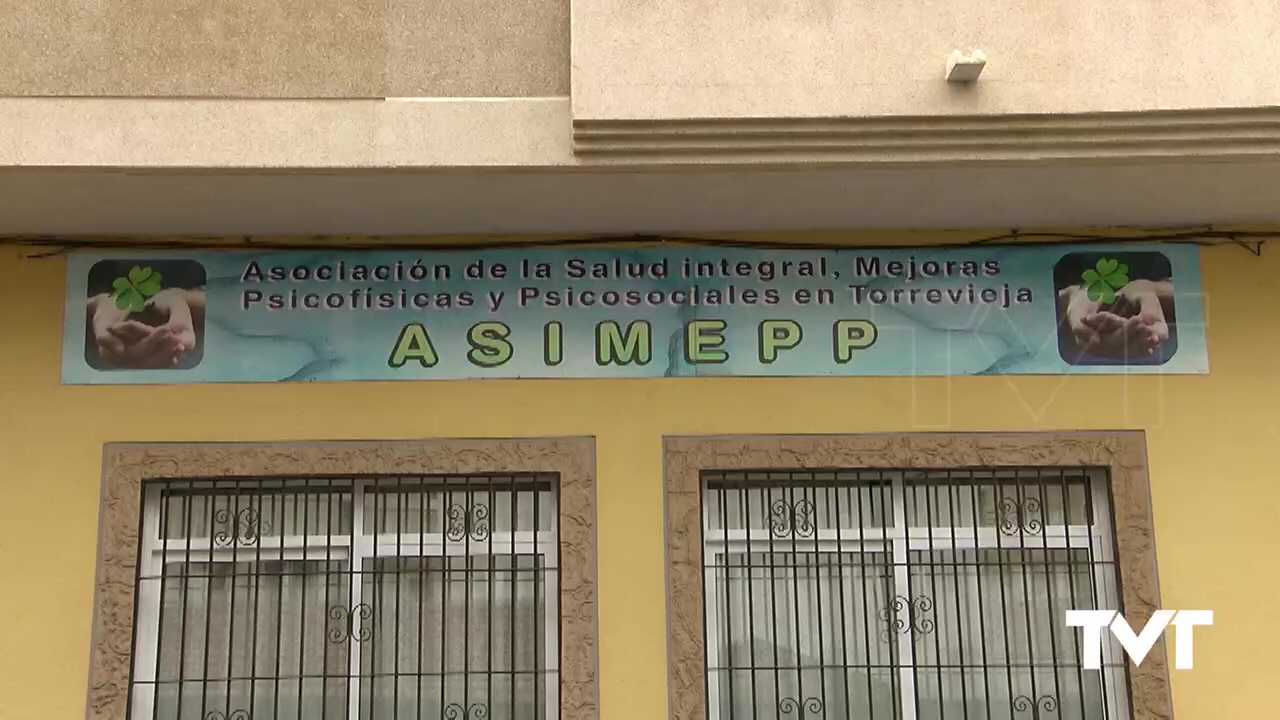 Asociación de la Salud integral, Mejoras
Psicofísicas y Psicosociales en Torrevieja
ASIMEPP
TVT